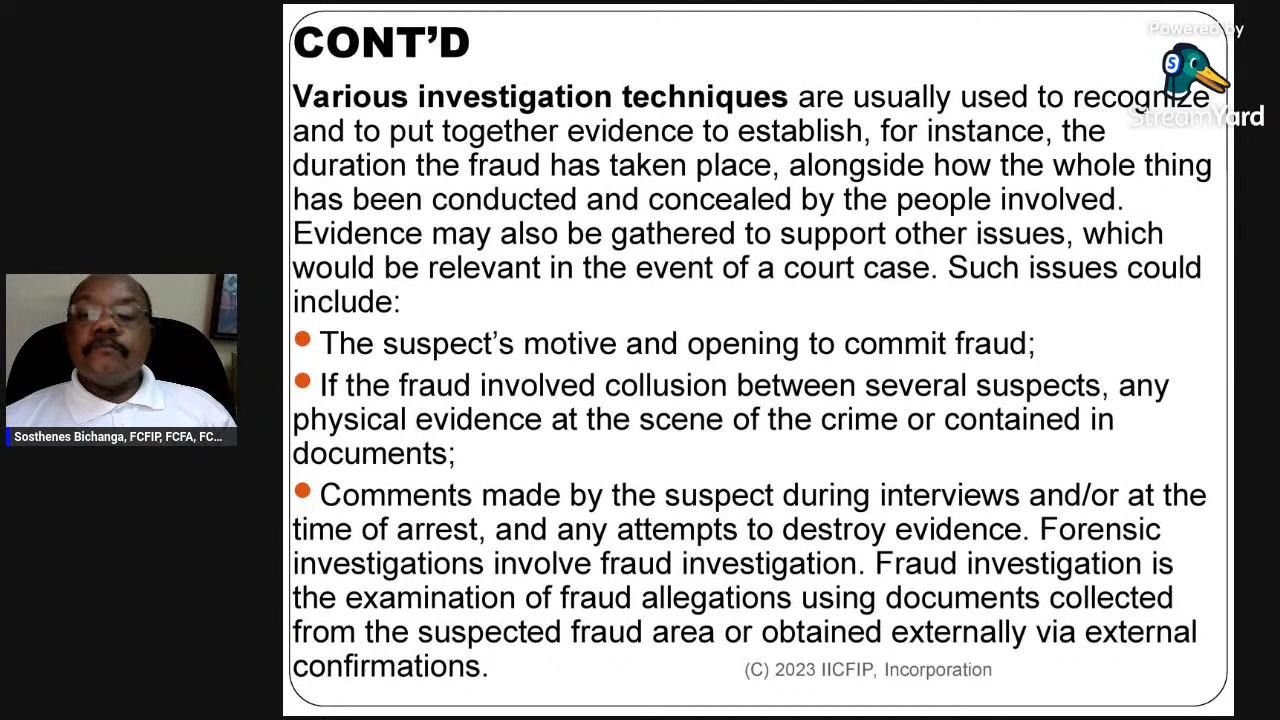 CONT'D
Powered by
S
Various investigation techniques are usually used to recognize
StreamYard
and to put together evidence to establish, for instance, the
duration the fraud has taken place, alongside how the whole thing
has been conducted and concealed by the people involved.
Evidence may also be gathered to support other issues, which
would be relevant in the event of a court case. Such issues could
include:
• The suspect's motive and opening to commit fraud;
• If the fraud involved collusion between several suspects, any
physical evidence at the scene of the crime or contained in
documents;
• Comments made by the suspect during interviews and/or at the
time of arrest, and any attempts to destroy evidence. Forensic
investigations involve fraud investigation. Fraud investigation is
the examination of fraud allegations using documents collected
from the suspected fraud area or obtained externally via external
confirmations.
(C) 2023 IICFIP, Incorporation
Sosthenes Bichanga, FCFIP, FCFA, FC...